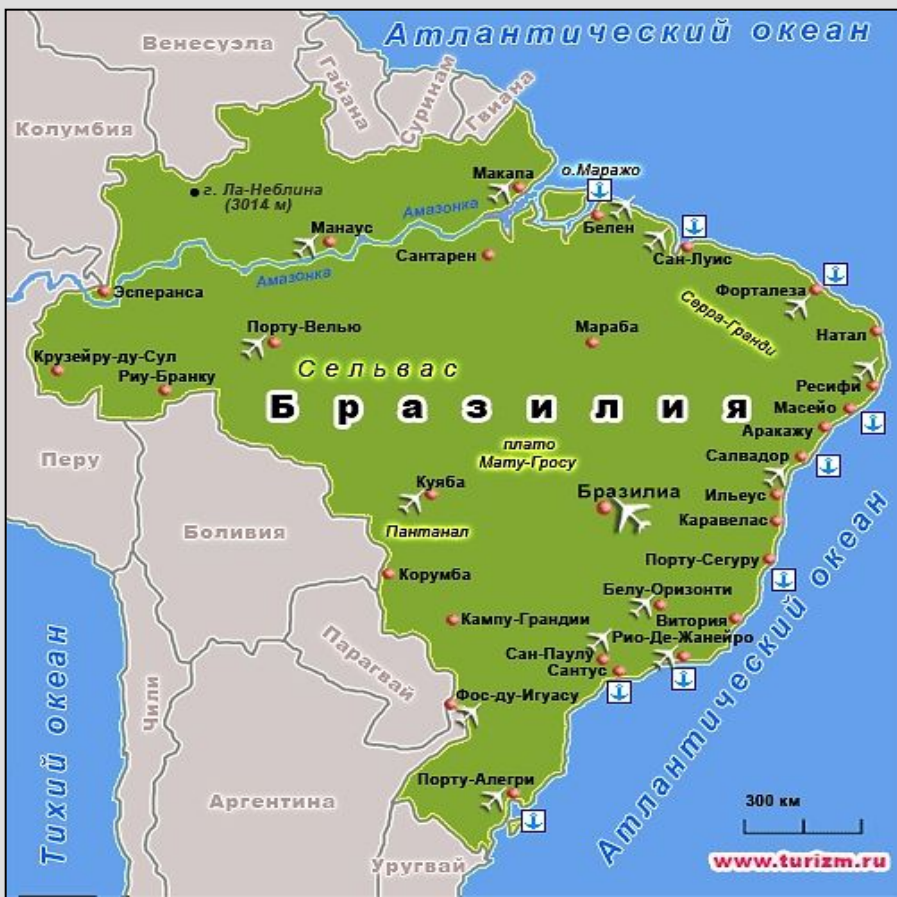 Атлантический океан
Венесуэла
Гайана
Суринам
Гвиана
Колумбия
Макапа
о.Маражо
г. Ла-Неблина
(3014 м)
Амазонка
Манаус
Белен
Сантарен
Сан-Луис
Амазонка
Эсперанса
Форталеза
Серра-Гранди
Порту-Велью
Мараба
Натал
Крузейру-ду-Сул
Сельвас
Риу-Бранку
Ресифи
Бразилия
Масейо
Аракажу
плато
Мату-Гросу
Перу
Салвадор
Куяба
Бразилиа
Ильеус
Пантанал
Каравелас
Боливия
Порту-Сегуру
Корумба
Белу-Оризонти
Кампу-Грандии
Витория
Рио-Де-Жанейро
Парагвай
Сан-Паулу
Сантус
Атлантический океан
Тихий океан
Чили
Фос-ду-Игуасу
Порту-Алегри
Аргентина
300 км
Уругвай
www.turizm.ru